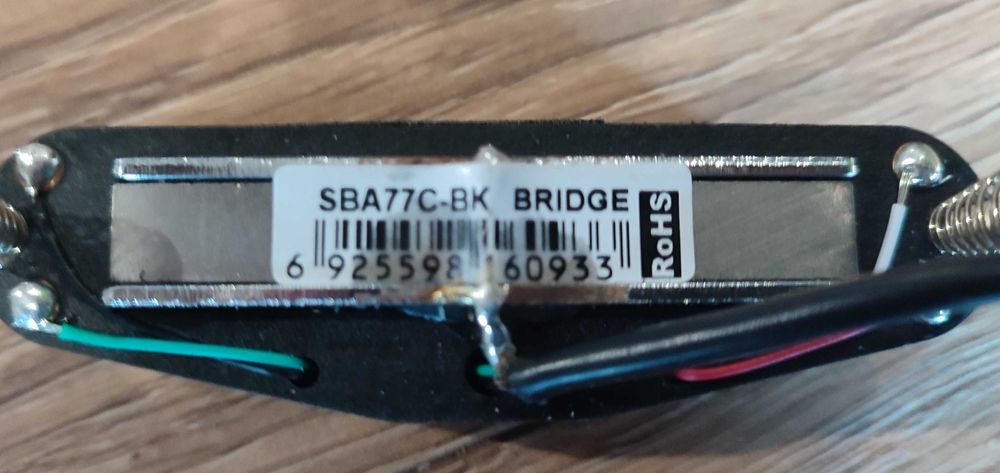 SBA77C-BK BRIDGE
6 925598 160933
RoHS